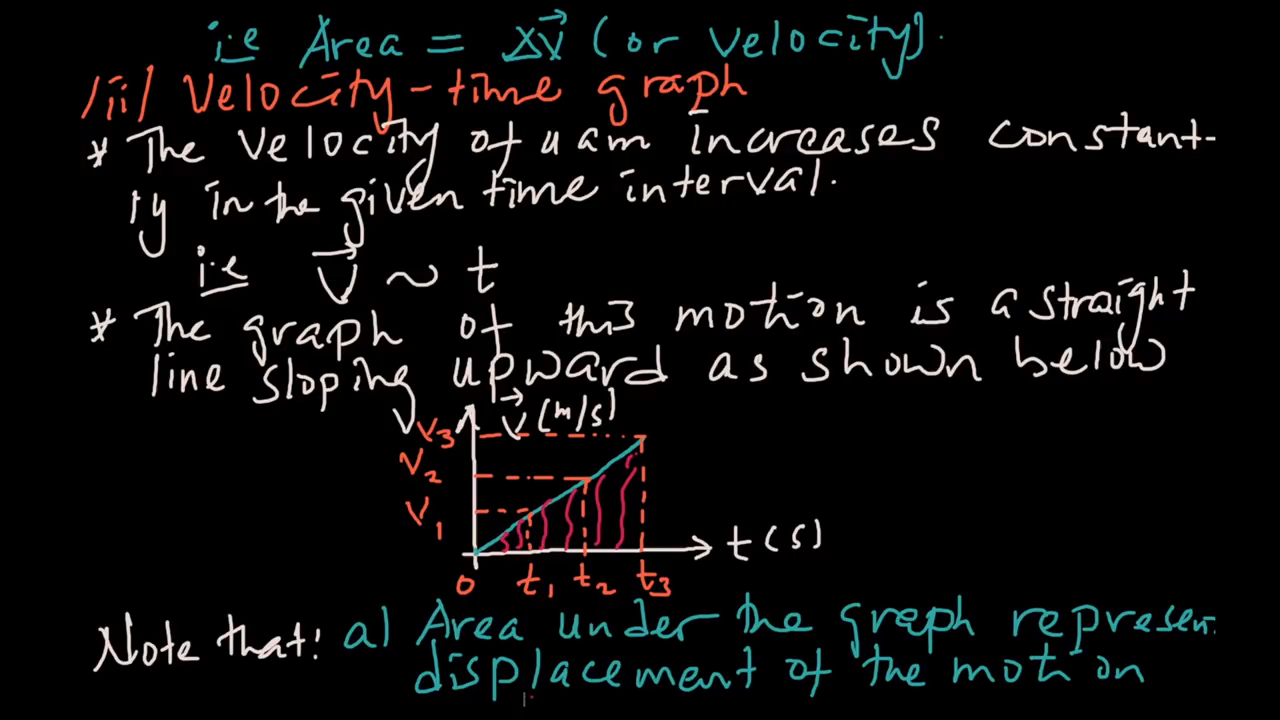 i.e Area = Δv⃗ (or velocity).
/ii/ Velocity-time graph
* The velocity of uam increases constant-
ly in the given time interval.
i.e v⃗ ~ t
* The graph of this motion is a straight
line sloping upward as shown below
v⃗ (m/s)
V3
V2
V1
t(s)
0 t1 t2 t3
Note that: a) Area under the graph represen
displacement of the motion